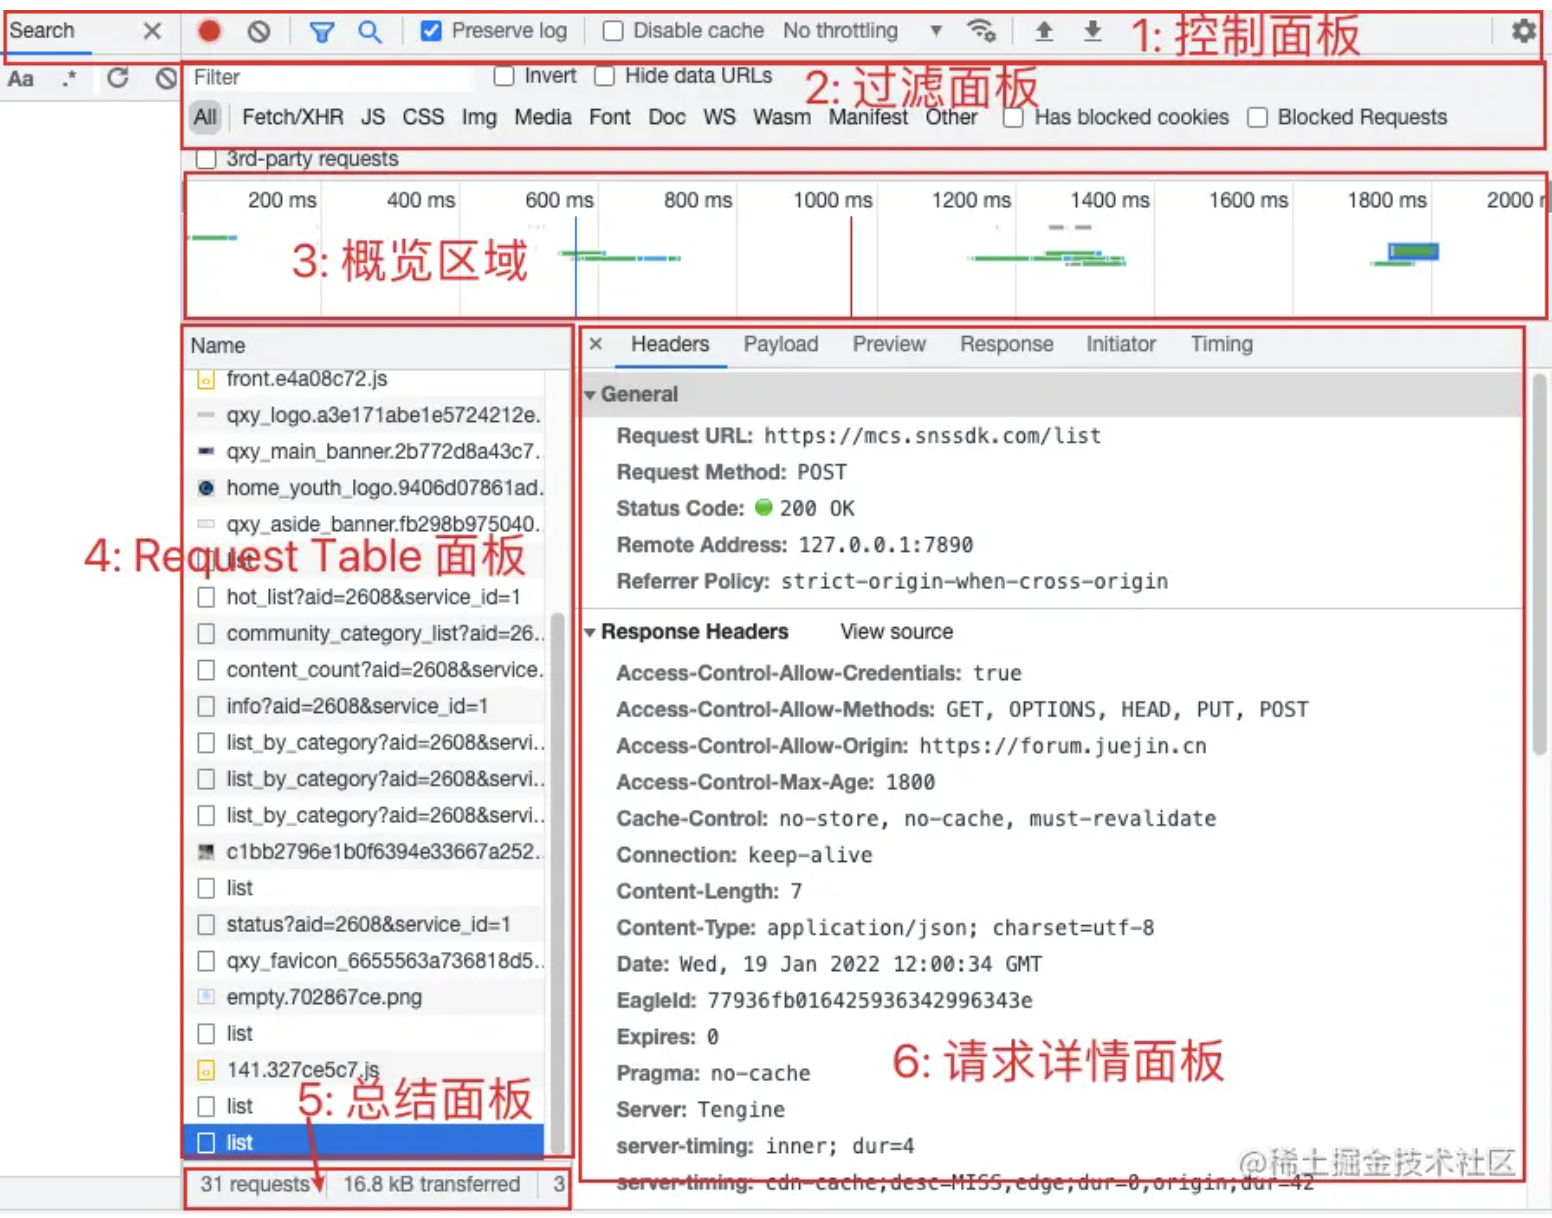 Search
Preserve log
Disable cache
No throttling
1: 控制面板
Aa .*
Filter
Invert
Hide data URLs
2: 过滤面板
All Fetch/XHR JS CSS Img Media Font Doc WS Wasm Manifest Other Has blocked cookies Blocked Requests
3rd-party requests
200 ms 400 ms 600 ms 800 ms 1000 ms 1200 ms 1400 ms 1600 ms 1800 ms 2000
3: 概览区域
Name
front.e4a08c72.js
qxy_logo.a3e171abe1e5724212e.
qxy_main_banner.2b772d8a43c7..
home_youth_logo.9406d07861ad.
qxy_aside_banner.fb298b975040.
list
4: Request Table 面板
hot_list?aid=2608&service_id=1
community_category_list?aid=26..
content_count?aid=2608&service.
info?aid=2608&service_id=1
list_by_category?aid=2608&servi..
list_by_category?aid=2608&servi..
list_by_category?aid=2608&servi..
c1bb2796e1b0f6394e33667a252..
list
status?aid=2608&service_id=1
qxy_favicon_6655563a736818d5..
empty.702867ce.png
list
141.327ce5c7.js
list
5: 总结面板
list
31 requests 16.8 kB transferred 3
Headers Payload Preview Response Initiator Timing
General
Request URL: https://mcs.snssdk.com/list
Request Method: POST
Status Code: 200 OK
Remote Address: 127.0.0.1:7890
Referrer Policy: strict-origin-when-cross-origin
Response Headers View source
Access-Control-Allow-Credentials: true
Access-Control-Allow-Methods: GET, OPTIONS, HEAD, PUT, POST
Access-Control-Allow-Origin: https://forum.juejin.cn
Access-Control-Max-Age: 1800
Cache-Control: no-store, no-cache, must-revalidate
Connection: keep-alive
Content-Length: 7
Content-Type: application/json; charset=utf-8
Date: Wed, 19 Jan 2022 12:00:34 GMT
EagleId: 77936fb016425936342996343e
Expires: 0
6: 请求详情面板
Pragma: no-cache
Server: Tengine
server-timing: inner; dur=4
server-timing: cdn-cache;desc=MISS,edge;dur=0,origin;dur=42
@稀土掘金技术社区